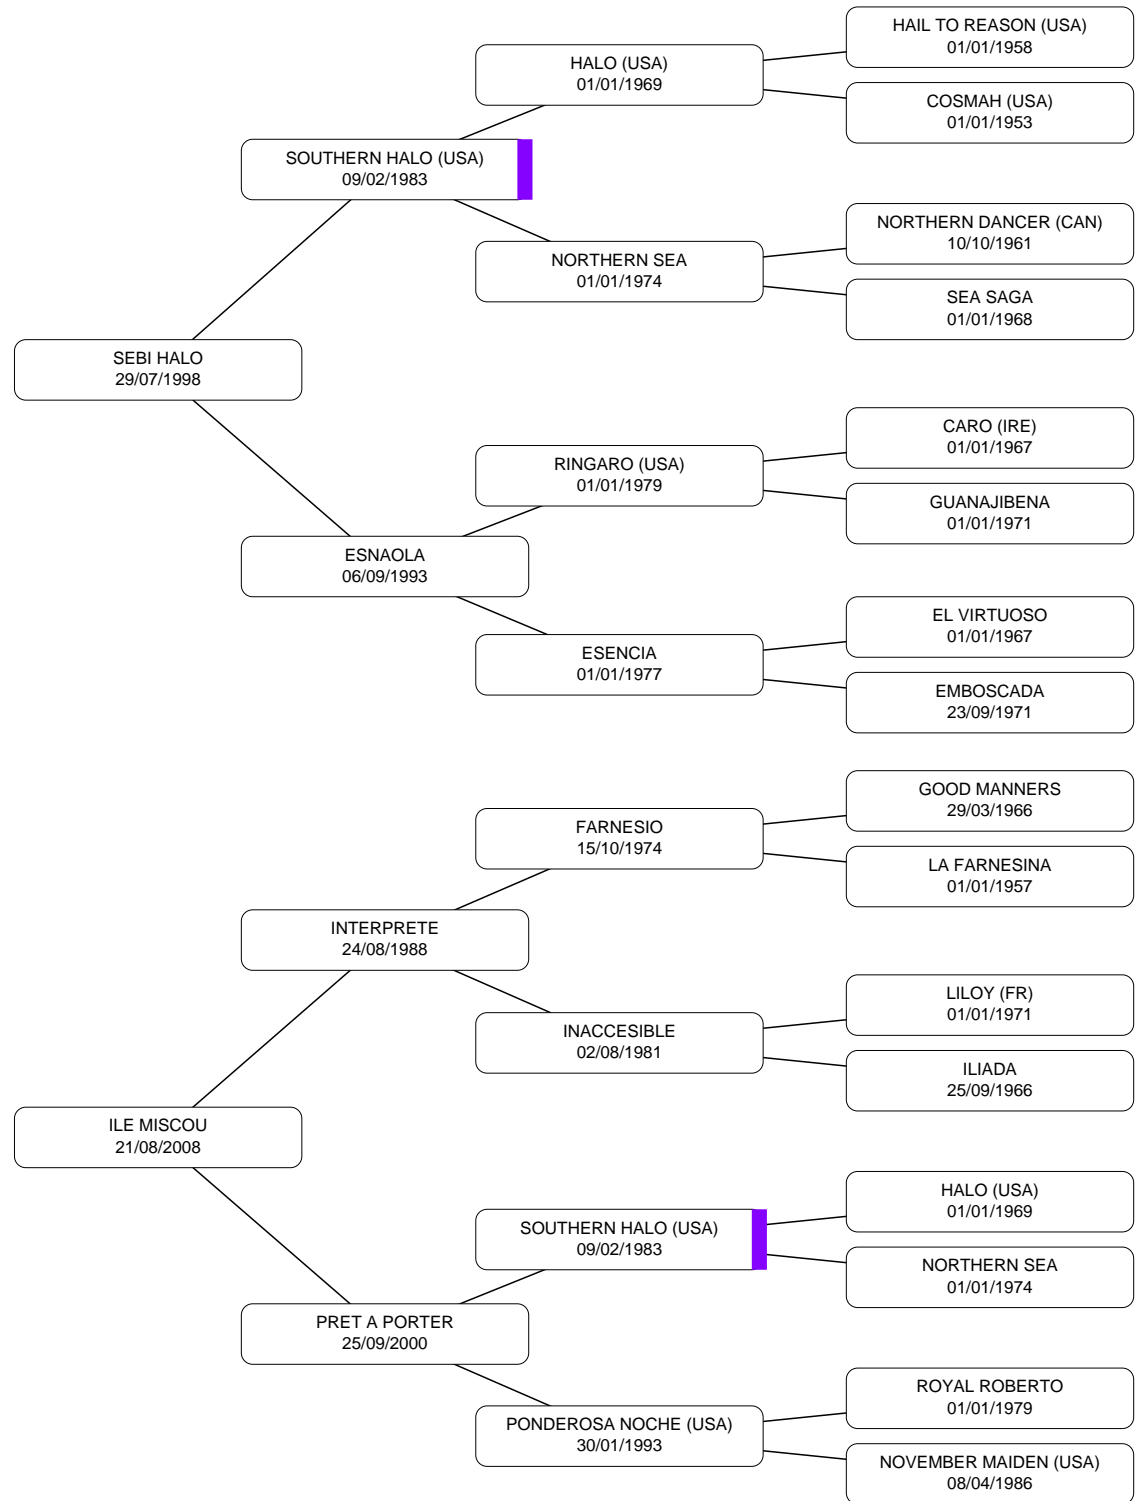 HAIL TO REASON (USA)
01/01/1958
HALO (USA)
01/01/1969
COSMAH (USA)
01/01/1953
SOUTHERN HALO (USA)
09/02/1983
NORTHERN DANCER (CAN)
10/10/1961
NORTHERN SEA
01/01/1974
SEA SAGA
01/01/1968
SEBI HALO
29/07/1998
CARO (IRE)
01/01/1967
RINGARO (USA)
01/01/1979
GUANAJIBENA
01/01/1971
ESNAOLA
06/09/1993
EL VIRTUOSO
01/01/1967
ESENCIA
01/01/1977
EMBOSCADA
23/09/1971
GOOD MANNERS
29/03/1966
FARNESIO
15/10/1974
LA FARNESINA
01/01/1957
INTERPRETE
24/08/1988
LILOY (FR)
01/01/1971
INACCESIBLE
02/08/1981
ILIADA
25/09/1966
ILE MISCOU
21/08/2008
HALO (USA)
01/01/1969
SOUTHERN HALO (USA)
09/02/1983
NORTHERN SEA
01/01/1974
PRET A PORTER
25/09/2000
ROYAL ROBERTO
01/01/1979
PONDEROSA NOCHE (USA)
30/01/1993
NOVEMBER MAIDEN (USA)
08/04/1986